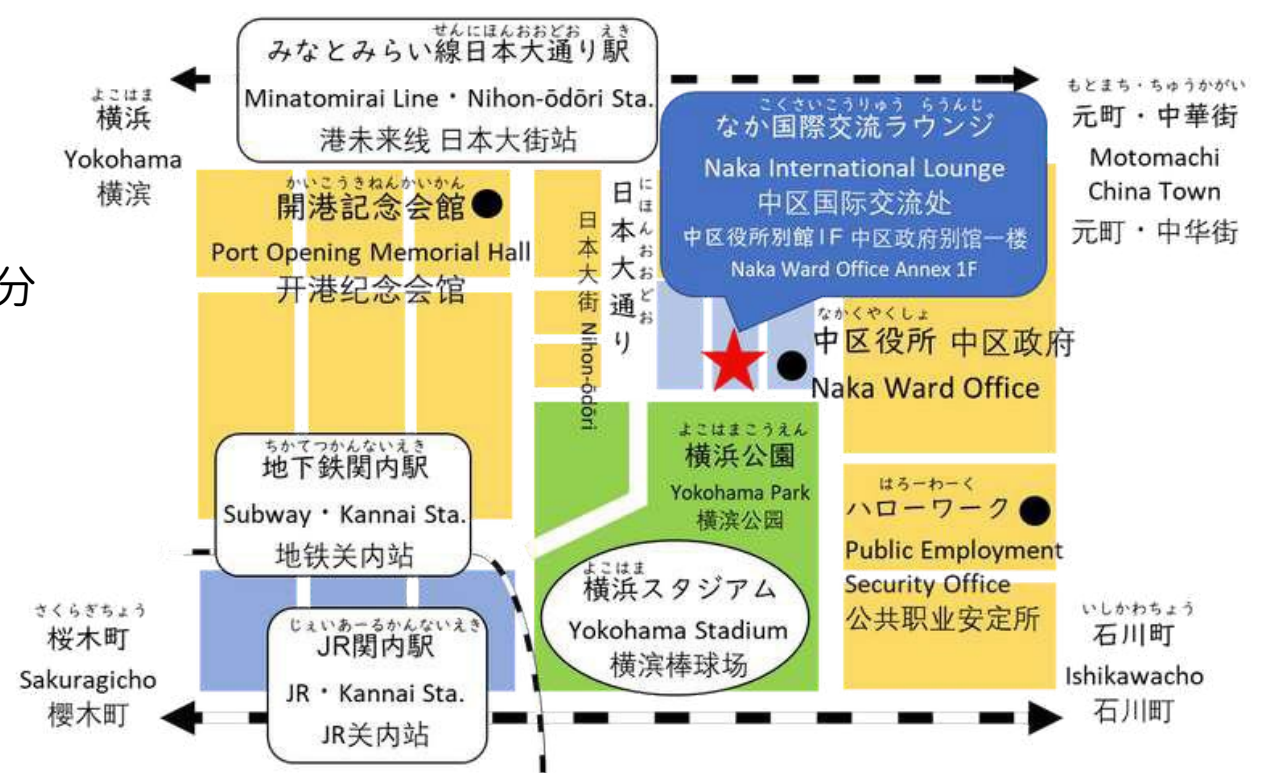 せんにほんおおどお えき
みなとみらい線日本大通り駅
Minatomirai Line・Nihon-ōdōri Sta.
港未来线 日本大街站
よこはま
横浜
Yokohama
横滨
もとまち・ちゅうかがい
元町・中華街
Motomachi
China Town
元町・中华街
こくさいこうりゅう らうんじ
なか国際交流ラウンジ
Naka International Lounge
中区国际交流处
中区役所別館1F 中区政府别馆一楼
Naka Ward Office Annex 1F
かいこうきねんかいかん
開港記念会館
Port Opening Memorial Hall
开港纪念会馆
分
にほんおおどお
日本大通り
日本大街 Nihon-ōdōri
なかくやくしょ
中区役所 中区政府
Naka Ward Office
よこはまこうえん
横浜公園
Yokohama Park
横滨公园
ちかてつかんないえき
地下鉄関内駅
Subway・Kannai Sta.
地铁关内站
はろーわーく
ハローワーク
Public Employment
Security Office
公共职业安定所
よこはま
横浜スタジアム
Yokohama Stadium
横滨棒球场
さくらぎちょう
桜木町
Sakuragicho
櫻木町
じぇいあーるかんないえき
JR関内駅
JR・Kannai Sta.
JR关内站
いしかわちょう
石川町
Ishikawacho
石川町